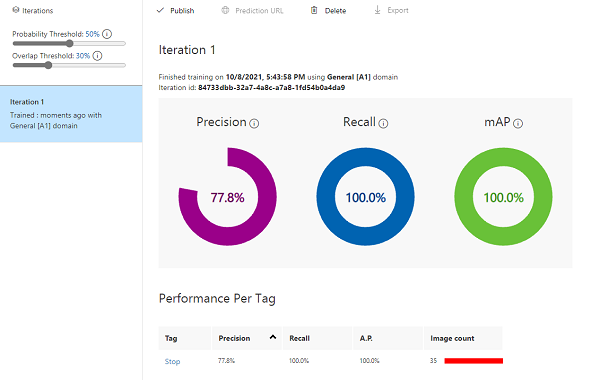 Iterations
Publish
Prediction URL
Delete
Export
Probability Threshold: 50%
Overlap Threshold: 30%
Iteration 1
Trained : moments ago with
General [A1] domain
Iteration 1
Finished training on 10/8/2021, 5:43:58 PM using General [A1] domain
Iteration id: 84733dbb-32a7-4a8c-a7a8-1fd54b0a4da9
Precision Recall mAP
77.8% 100.0% 100.0%
Performance Per Tag
Tag Precision Recall A.P. Image count
Stop 77.8% 100.0% 100.0% 35